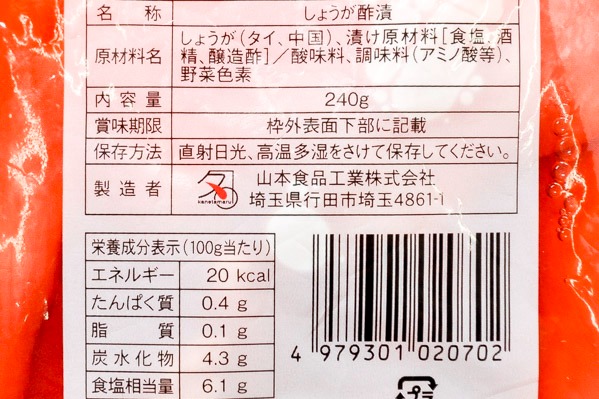 名称 しょうが酢漬
原材料名 しょうが(タイ、中国)、漬け原材料[食塩、酒
精、醸造酢]/酸味料、調味料(アミノ酸等)、
野菜色素
内容量 240g
賞味期限 枠外表面下部に記載
保存方法 直射日光、高温多湿をさけて保存してください。
製造者 kanetamaru 山本食品工業株式会社
埼玉県行田市埼玉4861-1
栄養成分表示(100g当たり)
エネルギー 20 kcal
たんぱく質 0.4 g
脂質 0.1 g
炭水化物 4.3 g
食塩相当量 6.1 g
4 979301 020702
プラ